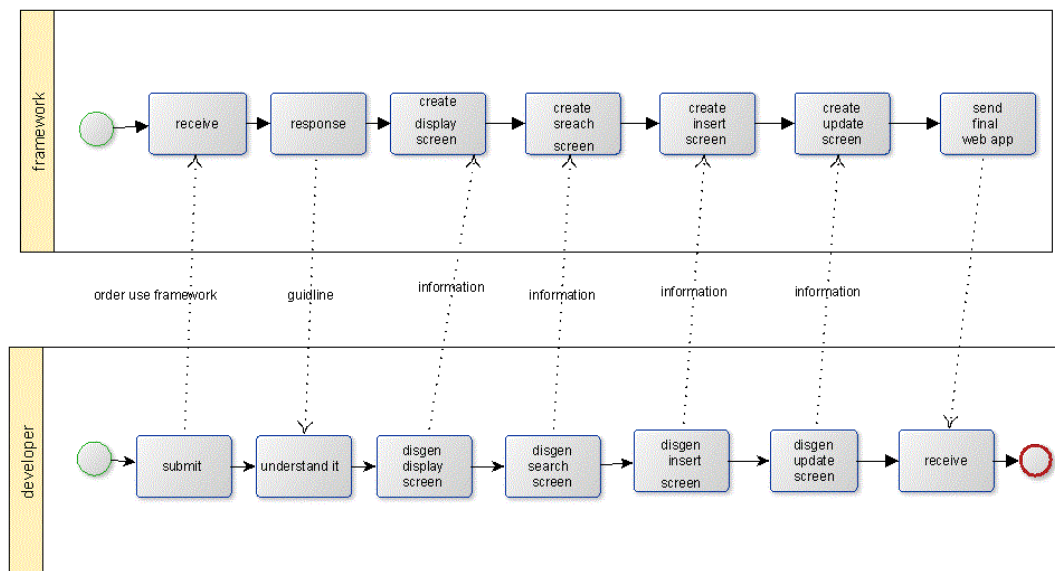 framework
receive
response
create
display
screen
create
sreach
screen
create
insert
screen
create
update
screen
send
final
web app
order use framework
guidline
information
information
information
information
developer
submit
understand it
disgen
display
screen
disgen
search
screen
disgen
insert
screen
disgen
update
screen
receive